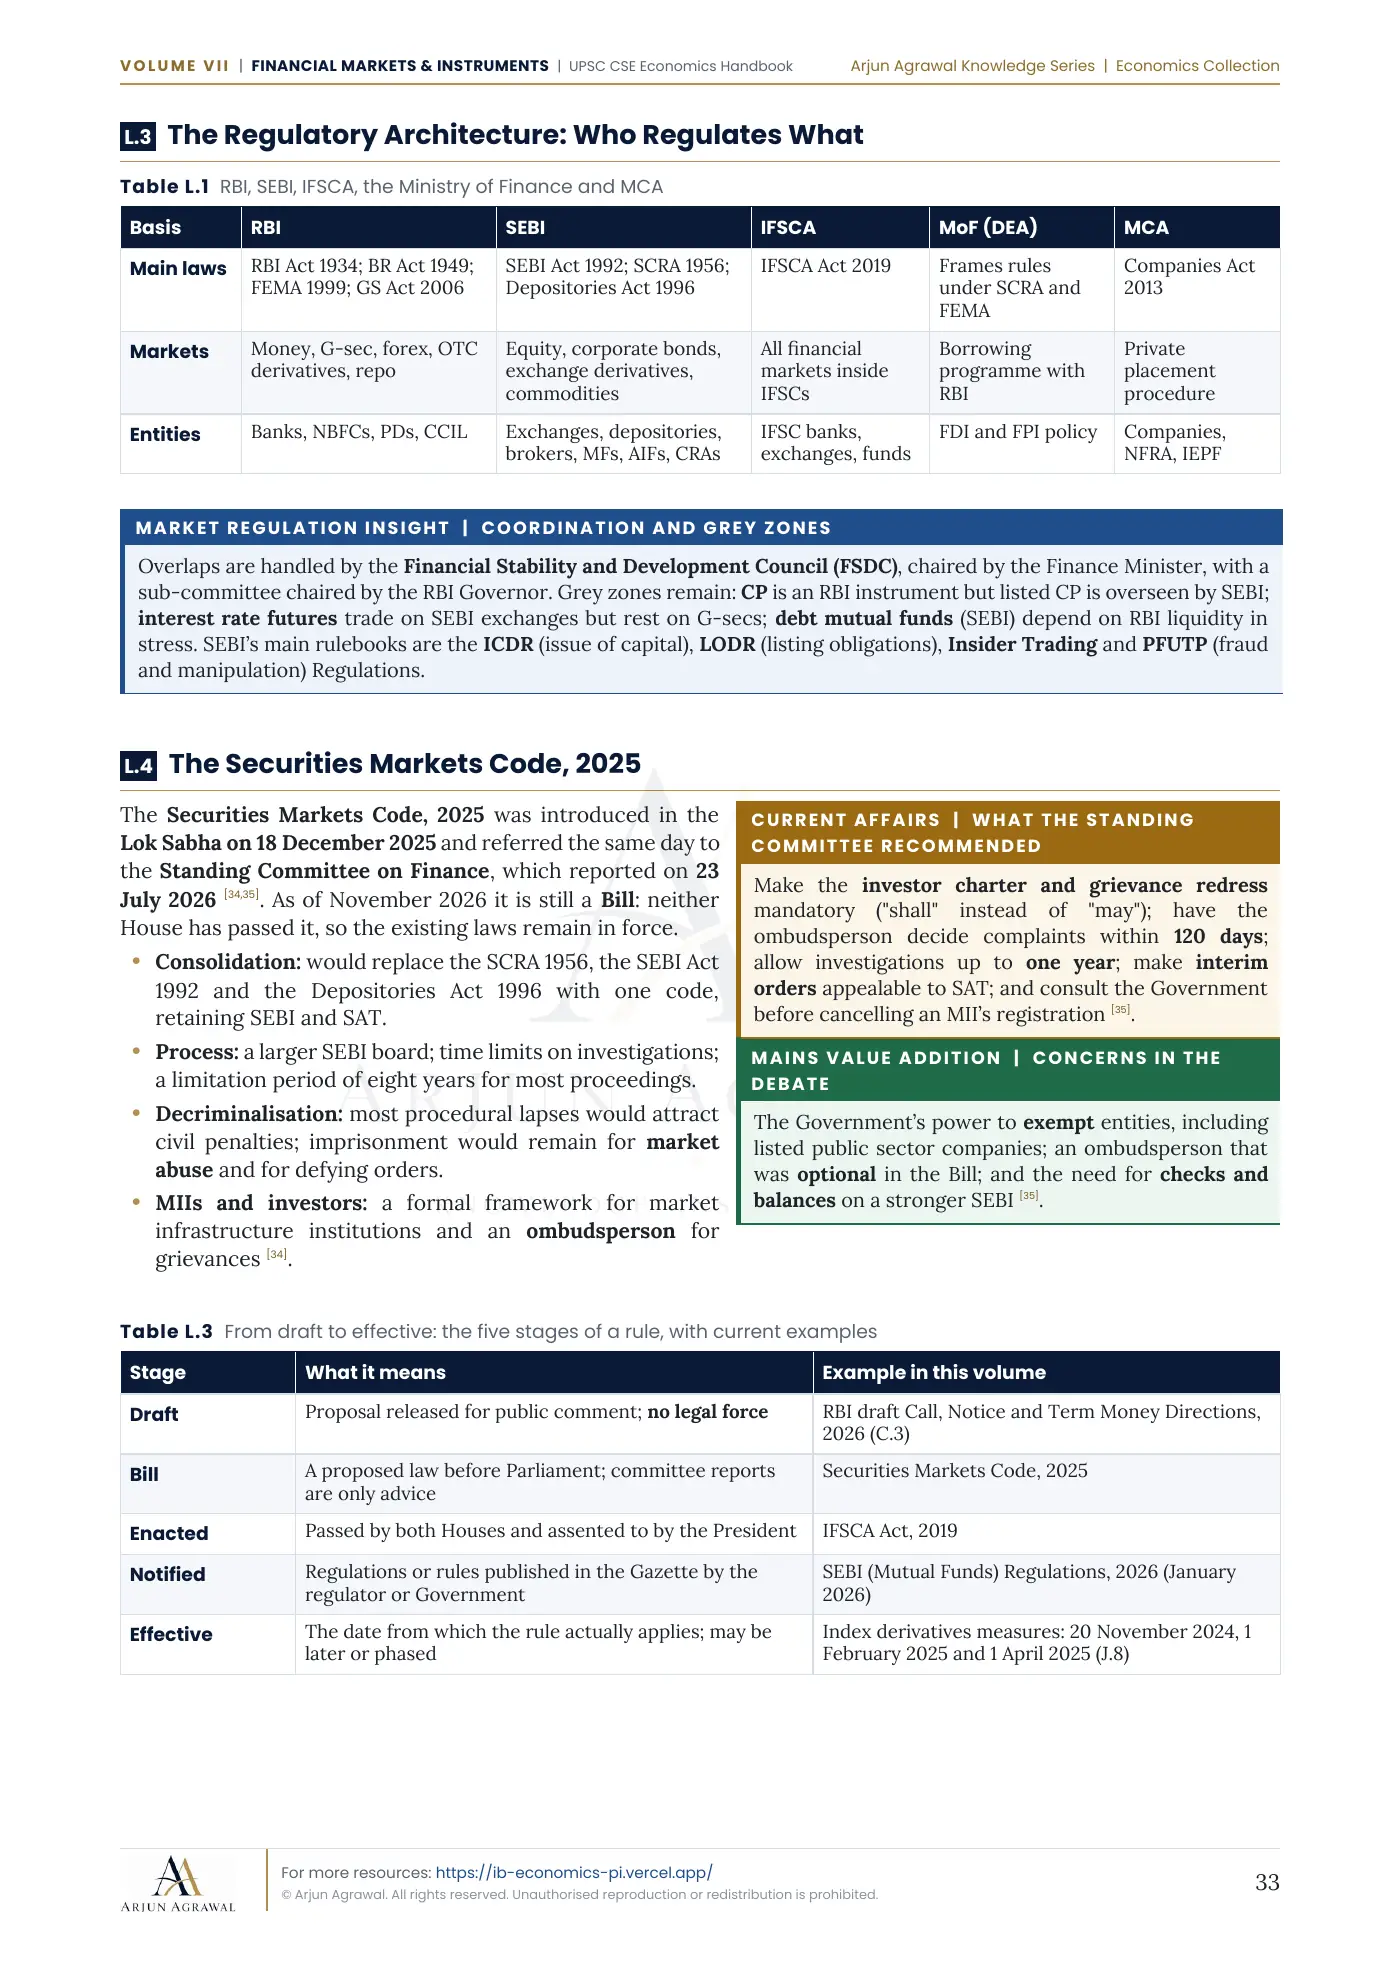 VOLUME VII | FINANCIAL MARKETS & INSTRUMENTS | UPSC CSE Economics Handbook
Arjun Agrawal Knowledge Series | Economics Collection
L.3 The Regulatory Architecture: Who Regulates What
Table L.1 RBI, SEBI, IFSCA, the Ministry of Finance and MCA
Basis
RBI
SEBI
IFSCA
MoF (DEA)
MCA
Main laws
RBI Act 1934; BR Act 1949;
FEMA 1999; GS Act 2006
SEBI Act 1992; SCRA 1956;
Depositories Act 1996
IFSCA Act 2019
Frames rules
under SCRA and
FEMA
Companies Act
2013
Markets
Money, G-sec, forex, OTC
derivatives, repo
Equity, corporate bonds,
exchange derivatives,
commodities
All financial
markets inside
IFSCs
Borrowing
programme with
RBI
Private
placement
procedure
Entities
Banks, NBFCs, PDs, CCIL
Exchanges, depositories,
brokers, MFs, AIFs, CRAs
IFSC banks,
exchanges, funds
FDI and FPI policy
Companies,
NFRA, IEPF
MARKET REGULATION INSIGHT | COORDINATION AND GREY ZONES
Overlaps are handled by the Financial Stability and Development Council (FSDC), chaired by the Finance Minister, with a
sub-committee chaired by the RBI Governor. Grey zones remain: CP is an RBI instrument but listed CP is overseen by SEBI;
interest rate futures trade on SEBI exchanges but rest on G-secs; debt mutual funds (SEBI) depend on RBI liquidity in
stress. SEBI's main rulebooks are the ICDR (issue of capital), LODR (listing obligations), Insider Trading and PFUTP (fraud
and manipulation) Regulations.
L.4 The Securities Markets Code, 2025
The Securities Markets Code, 2025 was introduced in the
Lok Sabha on 18 December 2025 and referred the same day to
the Standing Committee on Finance, which reported on 23
July 2026 [34,35]. As of November 2026 it is still a Bill: neither
House has passed it, so the existing laws remain in force.
• Consolidation: would replace the SCRA 1956, the SEBI Act
1992 and the Depositories Act 1996 with one code,
retaining SEBI and SAT.
• Process: a larger SEBI board; time limits on investigations;
a limitation period of eight years for most proceedings.
• Decriminalisation: most procedural lapses would attract
civil penalties; imprisonment would remain for market
abuse and for defying orders.
• MIIs and investors: a formal framework for market
infrastructure institutions and an ombudsperson for
grievances [34].
CURRENT AFFAIRS | WHAT THE STANDING
COMMITTEE RECOMMENDED
Make the investor charter and grievance redress
mandatory ("shall" instead of "may"); have the
ombudsperson decide complaints within 120 days;
allow investigations up to one year; make interim
orders appealable to SAT; and consult the Government
before cancelling an MII's registration [35].
MAINS VALUE ADDITION | CONCERNS IN THE
DEBATE
The Government's power to exempt entities, including
listed public sector companies; an ombudsperson that
was optional in the Bill; and the need for checks and
balances on a stronger SEBI [35].
Table L.3 From draft to effective: the five stages of a rule, with current examples
Stage
What it means
Example in this volume
Draft
Proposal released for public comment; no legal force
RBI draft Call, Notice and Term Money Directions,
2026 (C.3)
Bill
A proposed law before Parliament; committee reports
are only advice
Securities Markets Code, 2025
Enacted
Passed by both Houses and assented to by the President
IFSCA Act, 2019
Notified
Regulations or rules published in the Gazette by the
regulator or Government
SEBI (Mutual Funds) Regulations, 2026 (January
2026)
Effective
The date from which the rule actually applies; may be
later or phased
Index derivatives measures: 20 November 2024, 1
February 2025 and 1 April 2025 (J.8)
ARJUN AGRAWAL
For more resources: https://ib-economics-pi.vercel.app/
© Arjun Agrawal. All rights reserved. Unauthorised reproduction or redistribution is prohibited.
33